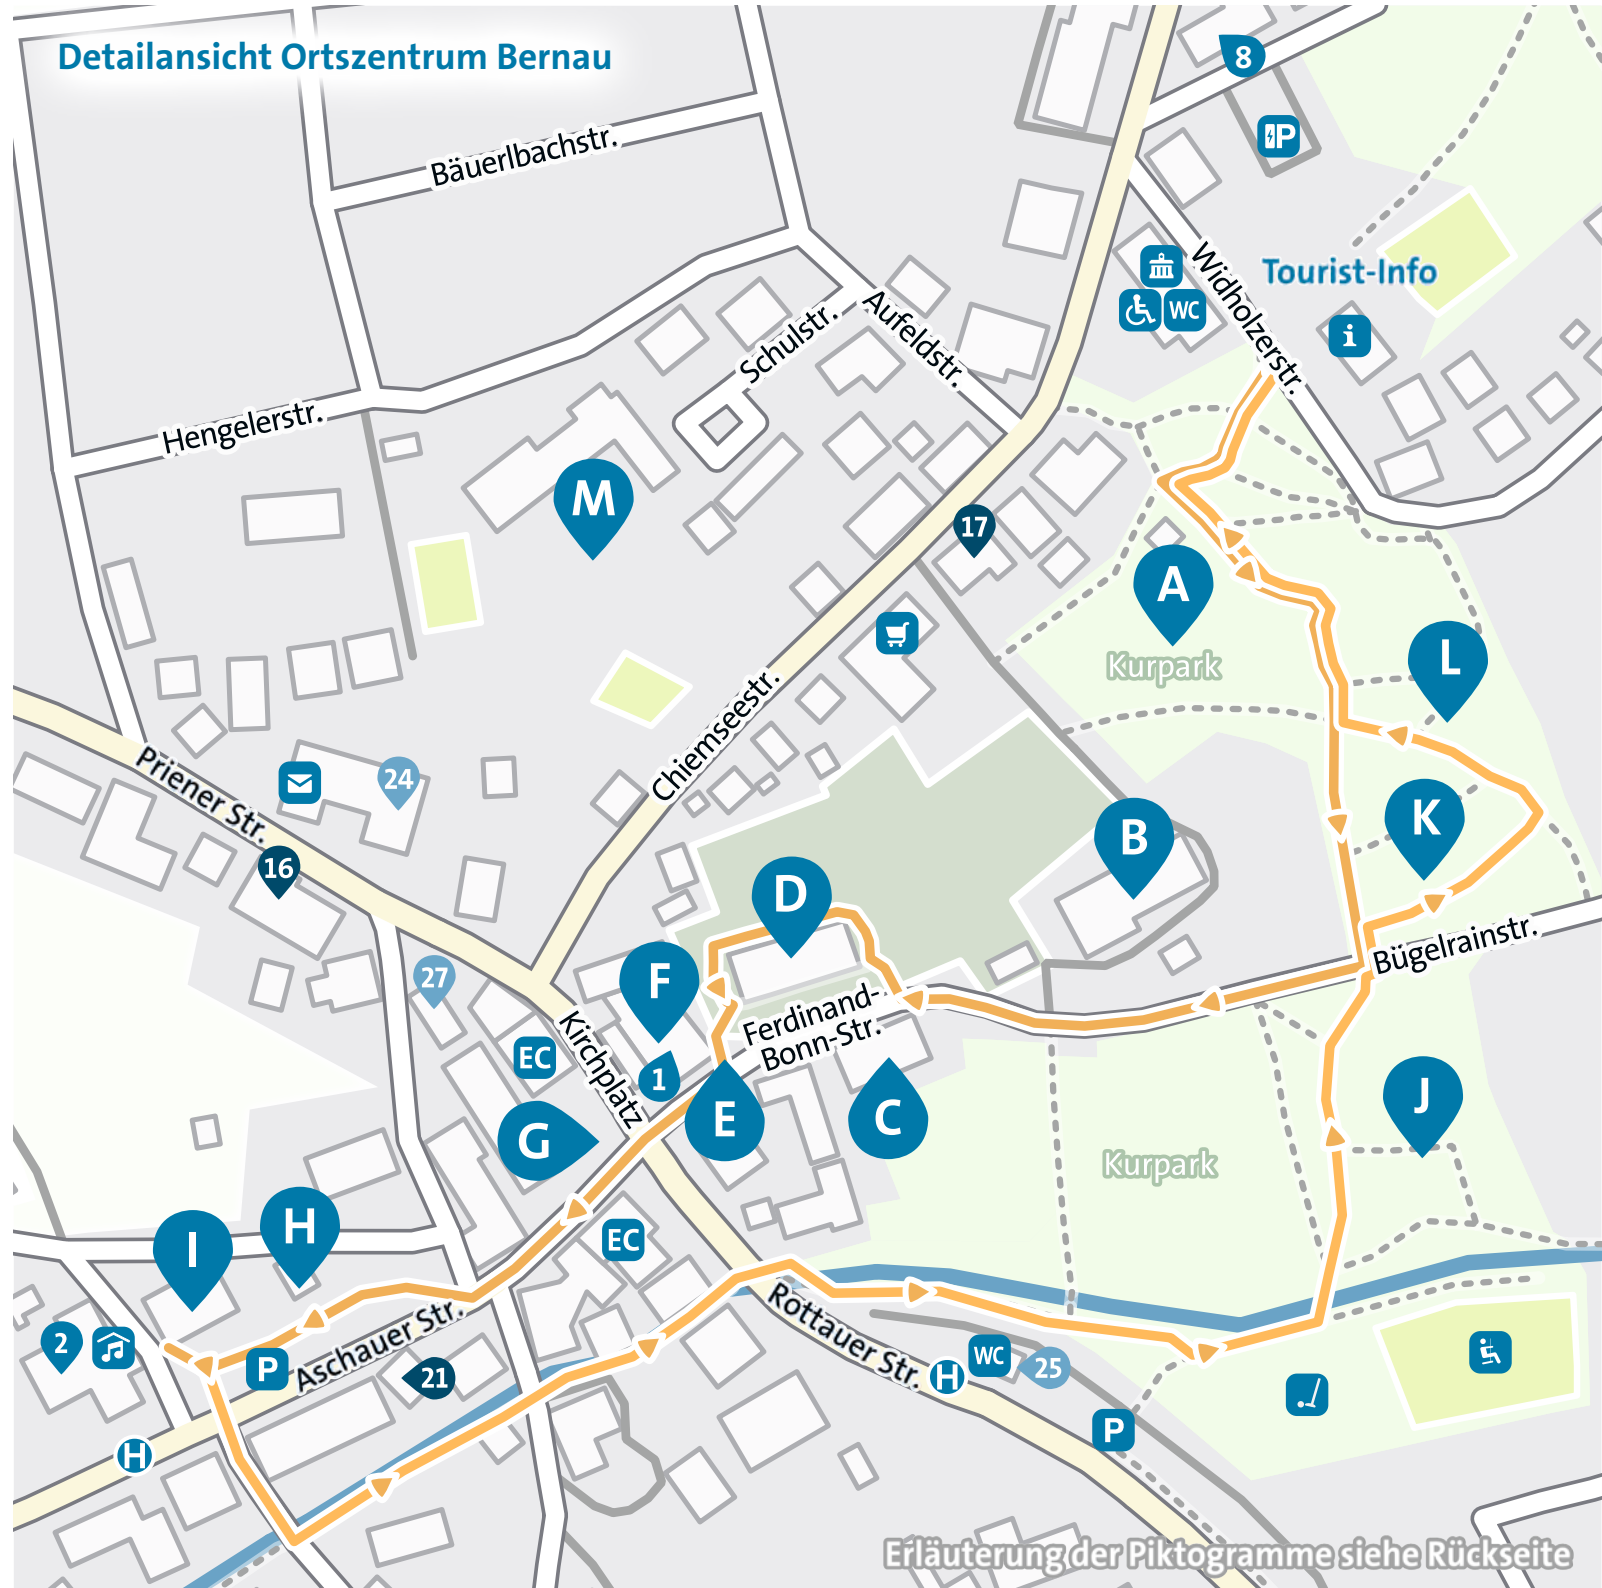 Detailansicht Ortszentrum Bernau
8
P
Bäuerlbachstr.
Widholzerstr.
Tourist-Info
WC
i
Schulstr.
Aufeldstr.
Hengelerstr.
M
17
A
Kurpark
L
Chiemseestr.
Priener Str.
24
16
K
B
D
Bügelrainstr.
27
F
Ferdinand-
Bonn-Str.
Kirchplatz
EC
1
E
C
G
J
Kurpark
H
I
EC
2
P
Aschauer Str.
21
Rottauer Str.
H
WC
25
P
H
Erläuterung der Piktogramme siehe Rückseite